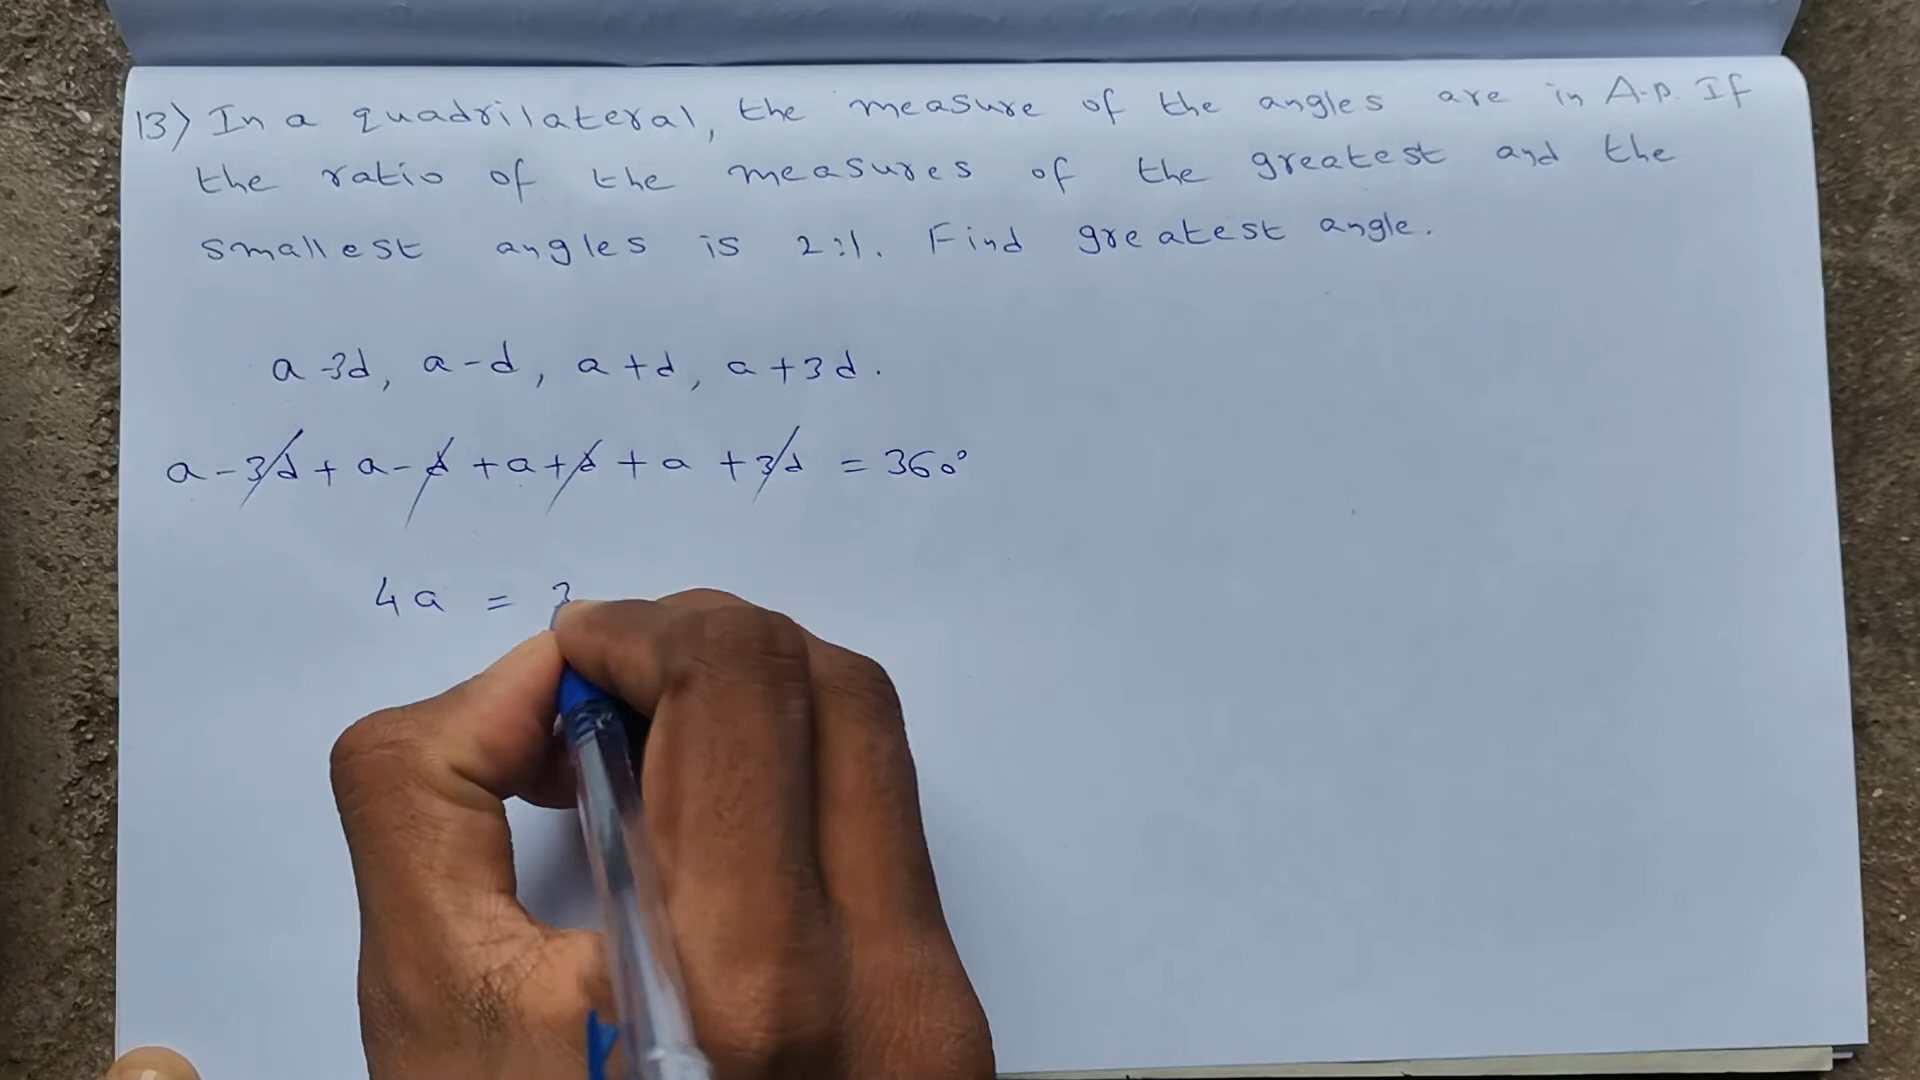 13) In a quadrilateral, the measure of the angles are in A.P. If
the ratio of the measures of the greatest and the
smallest angles is 2:1. Find greatest angle.
a-3d, a-d, a+d, a+3d.
a-3d+a-d+a+d+a+3d = 360°
4a = 3